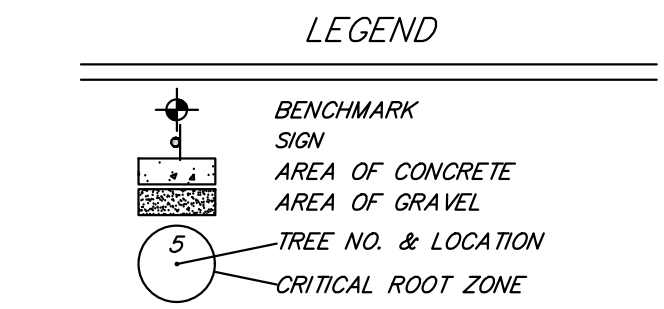 LEGEND
BENCHMARK
SIGN
AREA OF CONCRETE
AREA OF GRAVEL
5
TREE NO. & LOCATION
CRITICAL ROOT ZONE